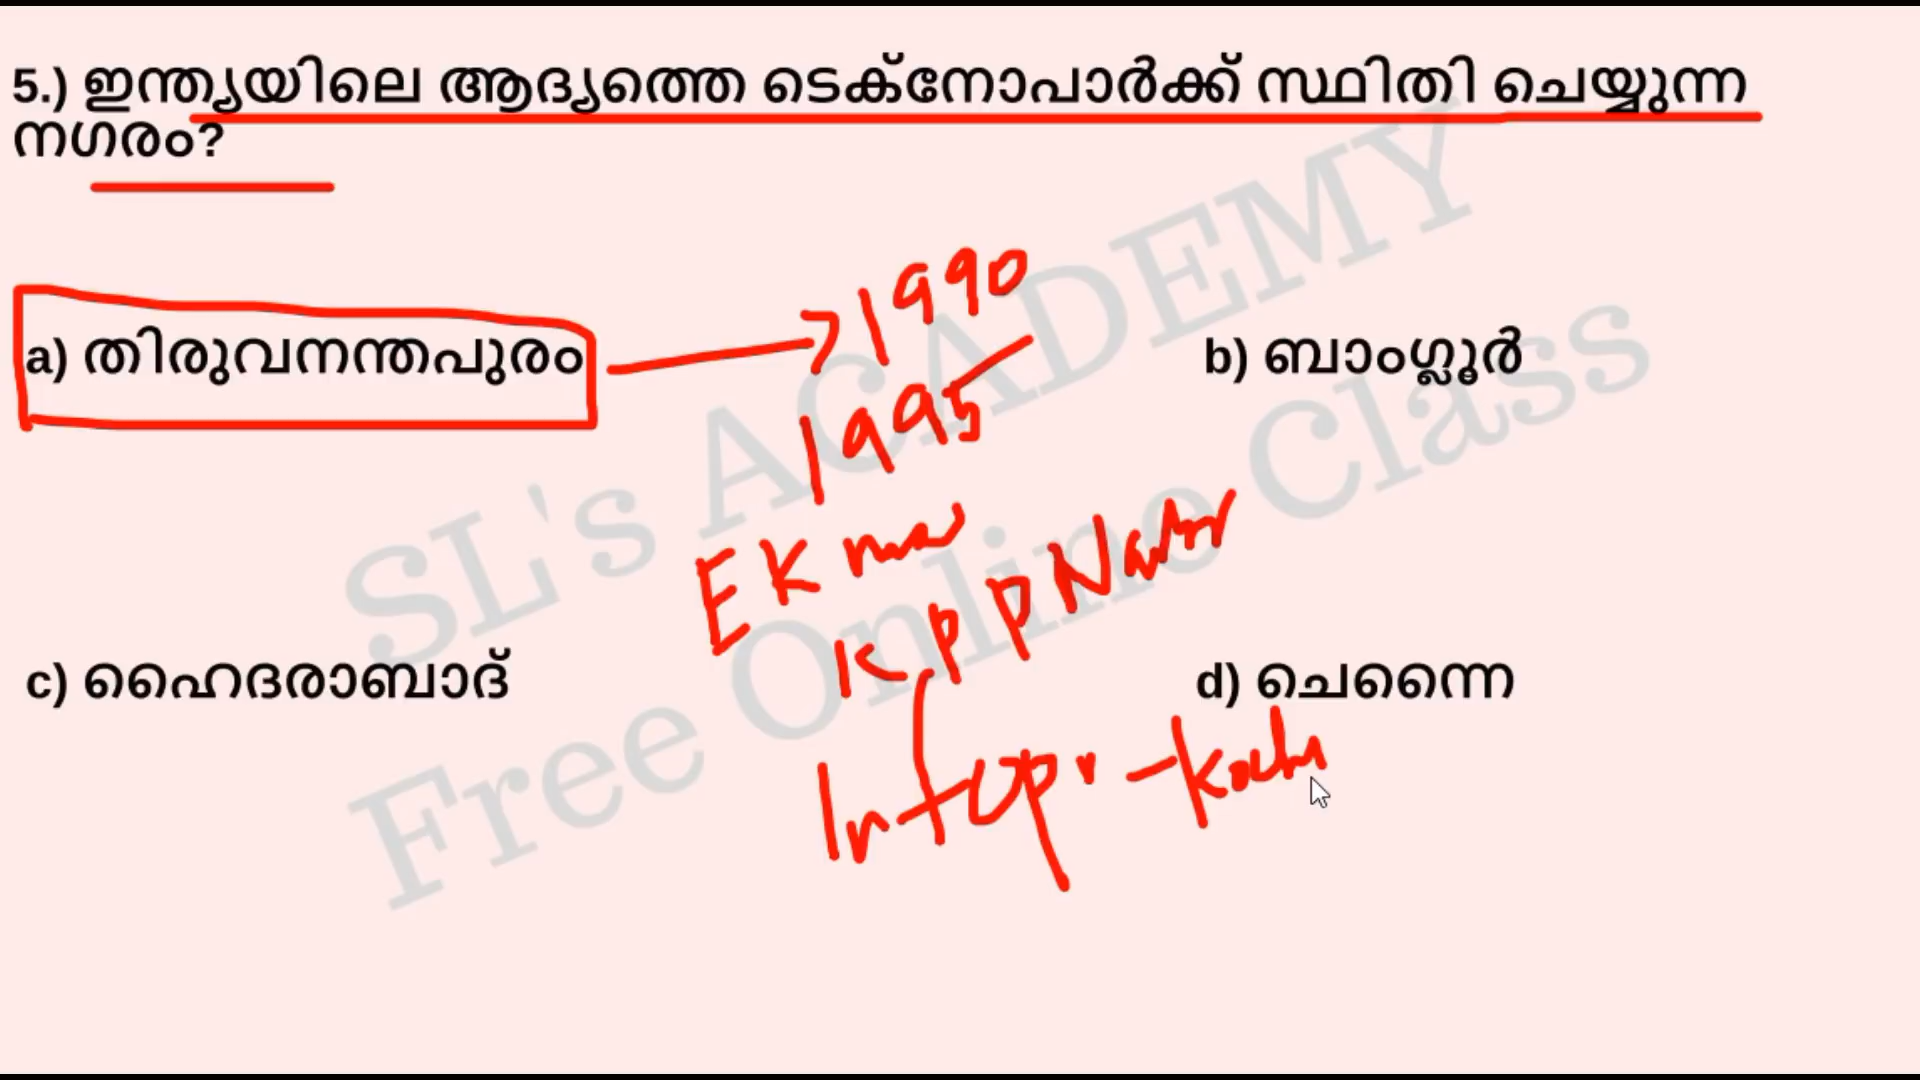 5.) ഇന്ത്യയിലെ ആദ്യത്തെ ടെക്നോപാർക്ക് സ്ഥിതി ചെയ്യുന്ന
നഗരം?
1990
a) തിരുവനന്തപുരം
b) ബാംഗ്ലൂർ
1995
E K
K P P
c) ഹൈദരാബാദ്
d) ചെന്നൈ
SL's ACADEMY
Free Online Class